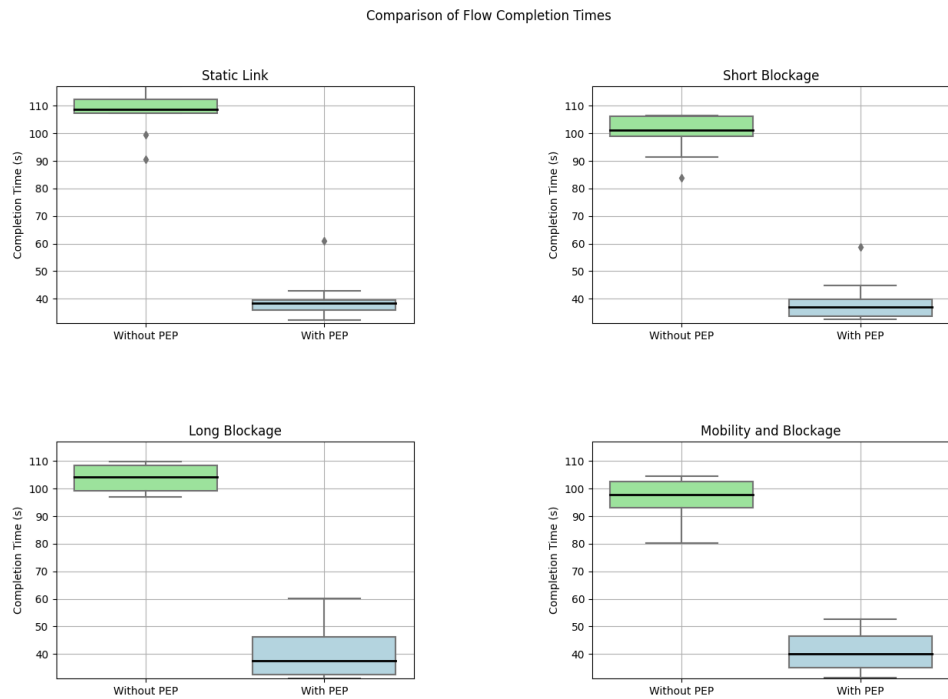 Comparison of Flow Completion Times
Static Link
Completion Time (s)
110
100
90
80
70
60
50
40
Without PEP
With PEP
Short Blockage
Completion Time (s)
110
100
90
80
70
60
50
40
Without PEP
With PEP
Long Blockage
Completion Time (s)
110
100
90
80
70
60
50
40
Without PEP
With PEP
Mobility and Blockage
Completion Time (s)
110
100
90
80
70
60
50
40
Without PEP
With PEP